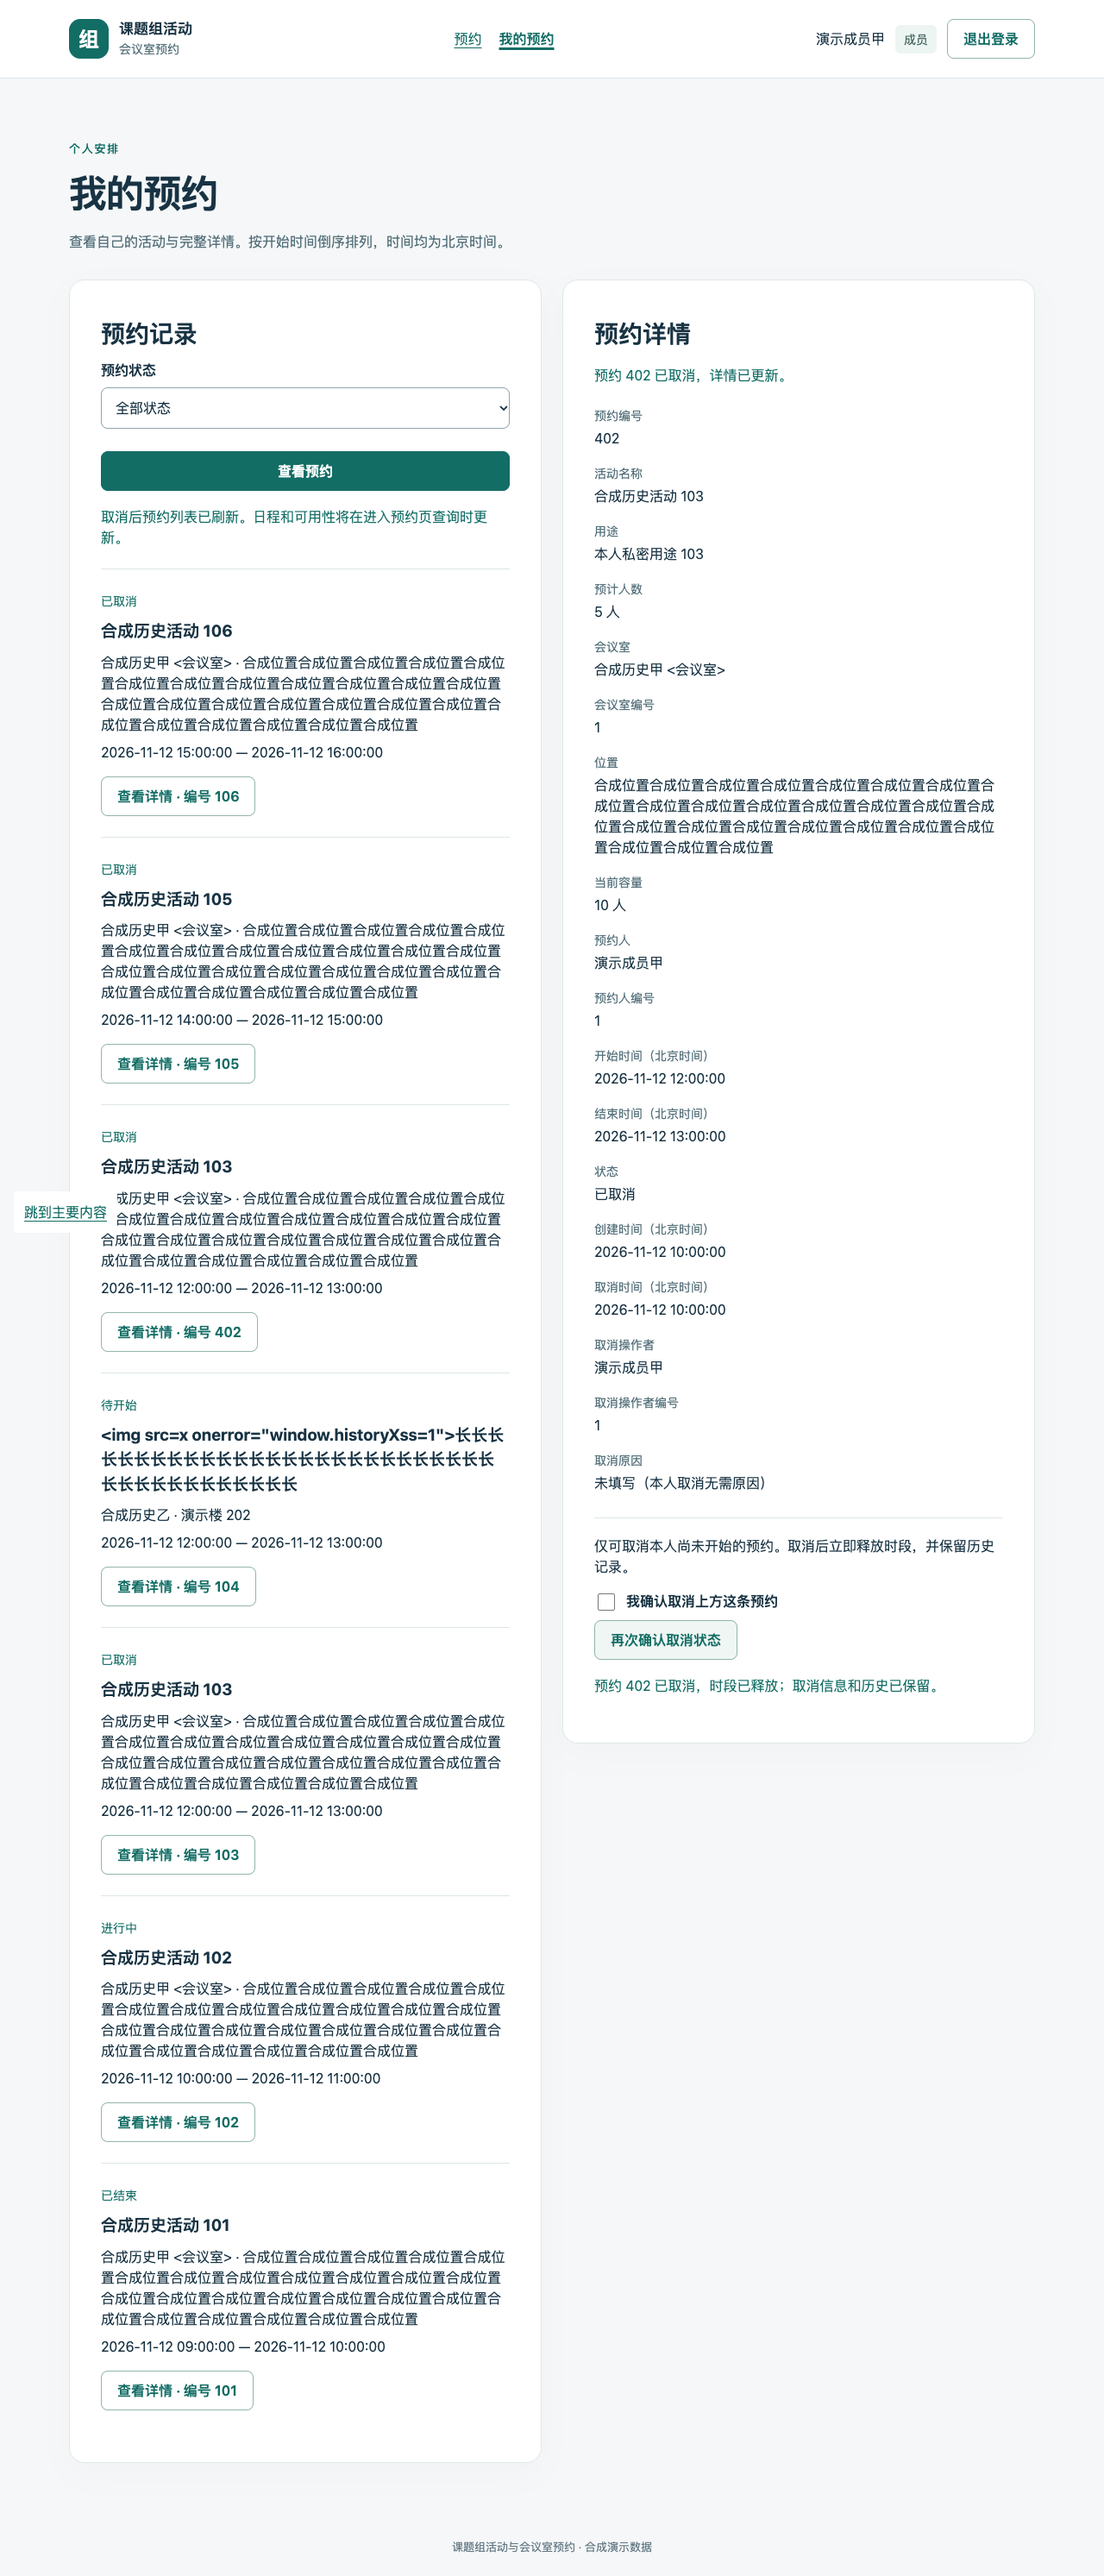 组
课题组活动
会议室预约
预约
我的预约
演示成员甲
成员
退出登录
个人安排
我的预约
查看自己的活动与完整详情。按开始时间倒序排列，时间均为北京时间。
预约记录
预约状态
全部状态
查看预约
取消后预约列表已刷新。日程和可用性将在进入预约页查询时更
新。
已取消
合成历史活动 106
合成历史甲 <会议室> · 合成位置合成位置合成位置合成位置合成位
置合成位置合成位置合成位置合成位置合成位置合成位置合成位置
合成位置合成位置合成位置合成位置合成位置合成位置合成位置合
成位置合成位置合成位置合成位置合成位置合成位置
2026-11-12 15:00:00 — 2026-11-12 16:00:00
查看详情 · 编号 106
已取消
合成历史活动 105
合成历史甲 <会议室> · 合成位置合成位置合成位置合成位置合成位
置合成位置合成位置合成位置合成位置合成位置合成位置合成位置
合成位置合成位置合成位置合成位置合成位置合成位置合成位置合
成位置合成位置合成位置合成位置合成位置合成位置
2026-11-12 14:00:00 — 2026-11-12 15:00:00
查看详情 · 编号 105
已取消
合成历史活动 103
跳到主要内容
史甲 <会议室> · 合成位置合成位置合成位置合成位置合成位
合成位置合成位置合成位置合成位置合成位置合成位置合成位置
合成位置合成位置合成位置合成位置合成位置合成位置合成位置合
成位置合成位置合成位置合成位置合成位置合成位置
2026-11-12 12:00:00 — 2026-11-12 13:00:00
查看详情 · 编号 402
待开始
<img src=x onerror="window.historyXss=1">长长长
长长长长长长长长长长长长长长长长长长长长长长长长
长长长长长长长长长长长长
合成历史乙 · 演示楼 202
2026-11-12 12:00:00 — 2026-11-12 13:00:00
查看详情 · 编号 104
已取消
合成历史活动 103
合成历史甲 <会议室> · 合成位置合成位置合成位置合成位置合成位
置合成位置合成位置合成位置合成位置合成位置合成位置合成位置
合成位置合成位置合成位置合成位置合成位置合成位置合成位置合
成位置合成位置合成位置合成位置合成位置合成位置
2026-11-12 12:00:00 — 2026-11-12 13:00:00
查看详情 · 编号 103
进行中
合成历史活动 102
合成历史甲 <会议室> · 合成位置合成位置合成位置合成位置合成位
置合成位置合成位置合成位置合成位置合成位置合成位置合成位置
合成位置合成位置合成位置合成位置合成位置合成位置合成位置合
成位置合成位置合成位置合成位置合成位置合成位置
2026-11-12 10:00:00 — 2026-11-12 11:00:00
查看详情 · 编号 102
已结束
合成历史活动 101
合成历史甲 <会议室> · 合成位置合成位置合成位置合成位置合成位
置合成位置合成位置合成位置合成位置合成位置合成位置合成位置
合成位置合成位置合成位置合成位置合成位置合成位置合成位置合
成位置合成位置合成位置合成位置合成位置合成位置
2026-11-12 09:00:00 — 2026-11-12 10:00:00
查看详情 · 编号 101
预约详情
预约 402 已取消，详情已更新。
预约编号
402
活动名称
合成历史活动 103
用途
本人私密用途 103
预计人数
5 人
会议室
合成历史甲 <会议室>
会议室编号
1
位置
合成位置合成位置合成位置合成位置合成位置合成位置合成位置合
成位置合成位置合成位置合成位置合成位置合成位置合成位置合成
位置合成位置合成位置合成位置合成位置合成位置合成位置合成位
置合成位置合成位置合成位置
当前容量
10 人
预约人
演示成员甲
预约人编号
1
开始时间（北京时间）
2026-11-12 12:00:00
结束时间（北京时间）
2026-11-12 13:00:00
状态
已取消
创建时间（北京时间）
2026-11-12 10:00:00
取消时间（北京时间）
2026-11-12 10:00:00
取消操作者
演示成员甲
取消操作者编号
1
取消原因
未填写（本人取消无需原因）
仅可取消本人尚未开始的预约。取消后立即释放时段，并保留历史
记录。
我确认取消上方这条预约
再次确认取消状态
预约 402 已取消，时段已释放；取消信息和历史已保留。
课题组活动与会议室预约 · 合成演示数据